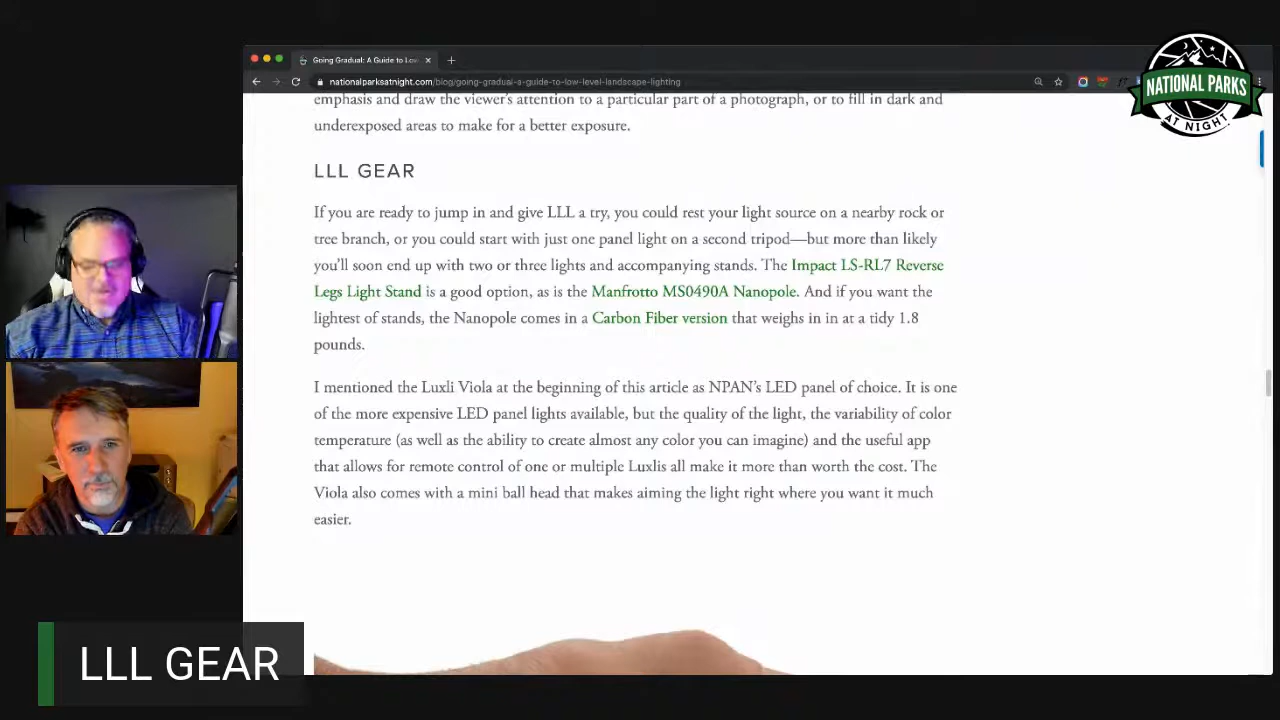 Going Gradual: A Guide to Low
nationalparksatnight.com/blog/going-gradual-a-guide-to-low-level-landscape-lighting
NATIONAL PARKS
AT NIGHT
emphasis and draw the viewer's attention to a particular part of a photograph, or to fill in dark and
underexposed areas to make for a better exposure.
LLL GEAR
If you are ready to jump in and give LLL a try, you could rest your light source on a nearby rock or
tree branch, or you could start with just one panel light on a second tripod—but more than likely
you'll soon end up with two or three lights and accompanying stands. The Impact LS-RL7 Reverse
Legs Light Stand is a good option, as is the Manfrotto MS0490A Nanopole. And if you want the
lightest of stands, the Nanopole comes in a Carbon Fiber version that weighs in in at a tidy 1.8
pounds.
I mentioned the Luxli Viola at the beginning of this article as NPAN's LED panel of choice. It is one
of the more expensive LED panel lights available, but the quality of the light, the variability of color
temperature (as well as the ability to create almost any color you can imagine) and the useful app
that allows for remote control of one or multiple Luxlis all make it more than worth the cost. The
Viola also comes with a mini ball head that makes aiming the light right where you want it much
easier.
LLL GEAR